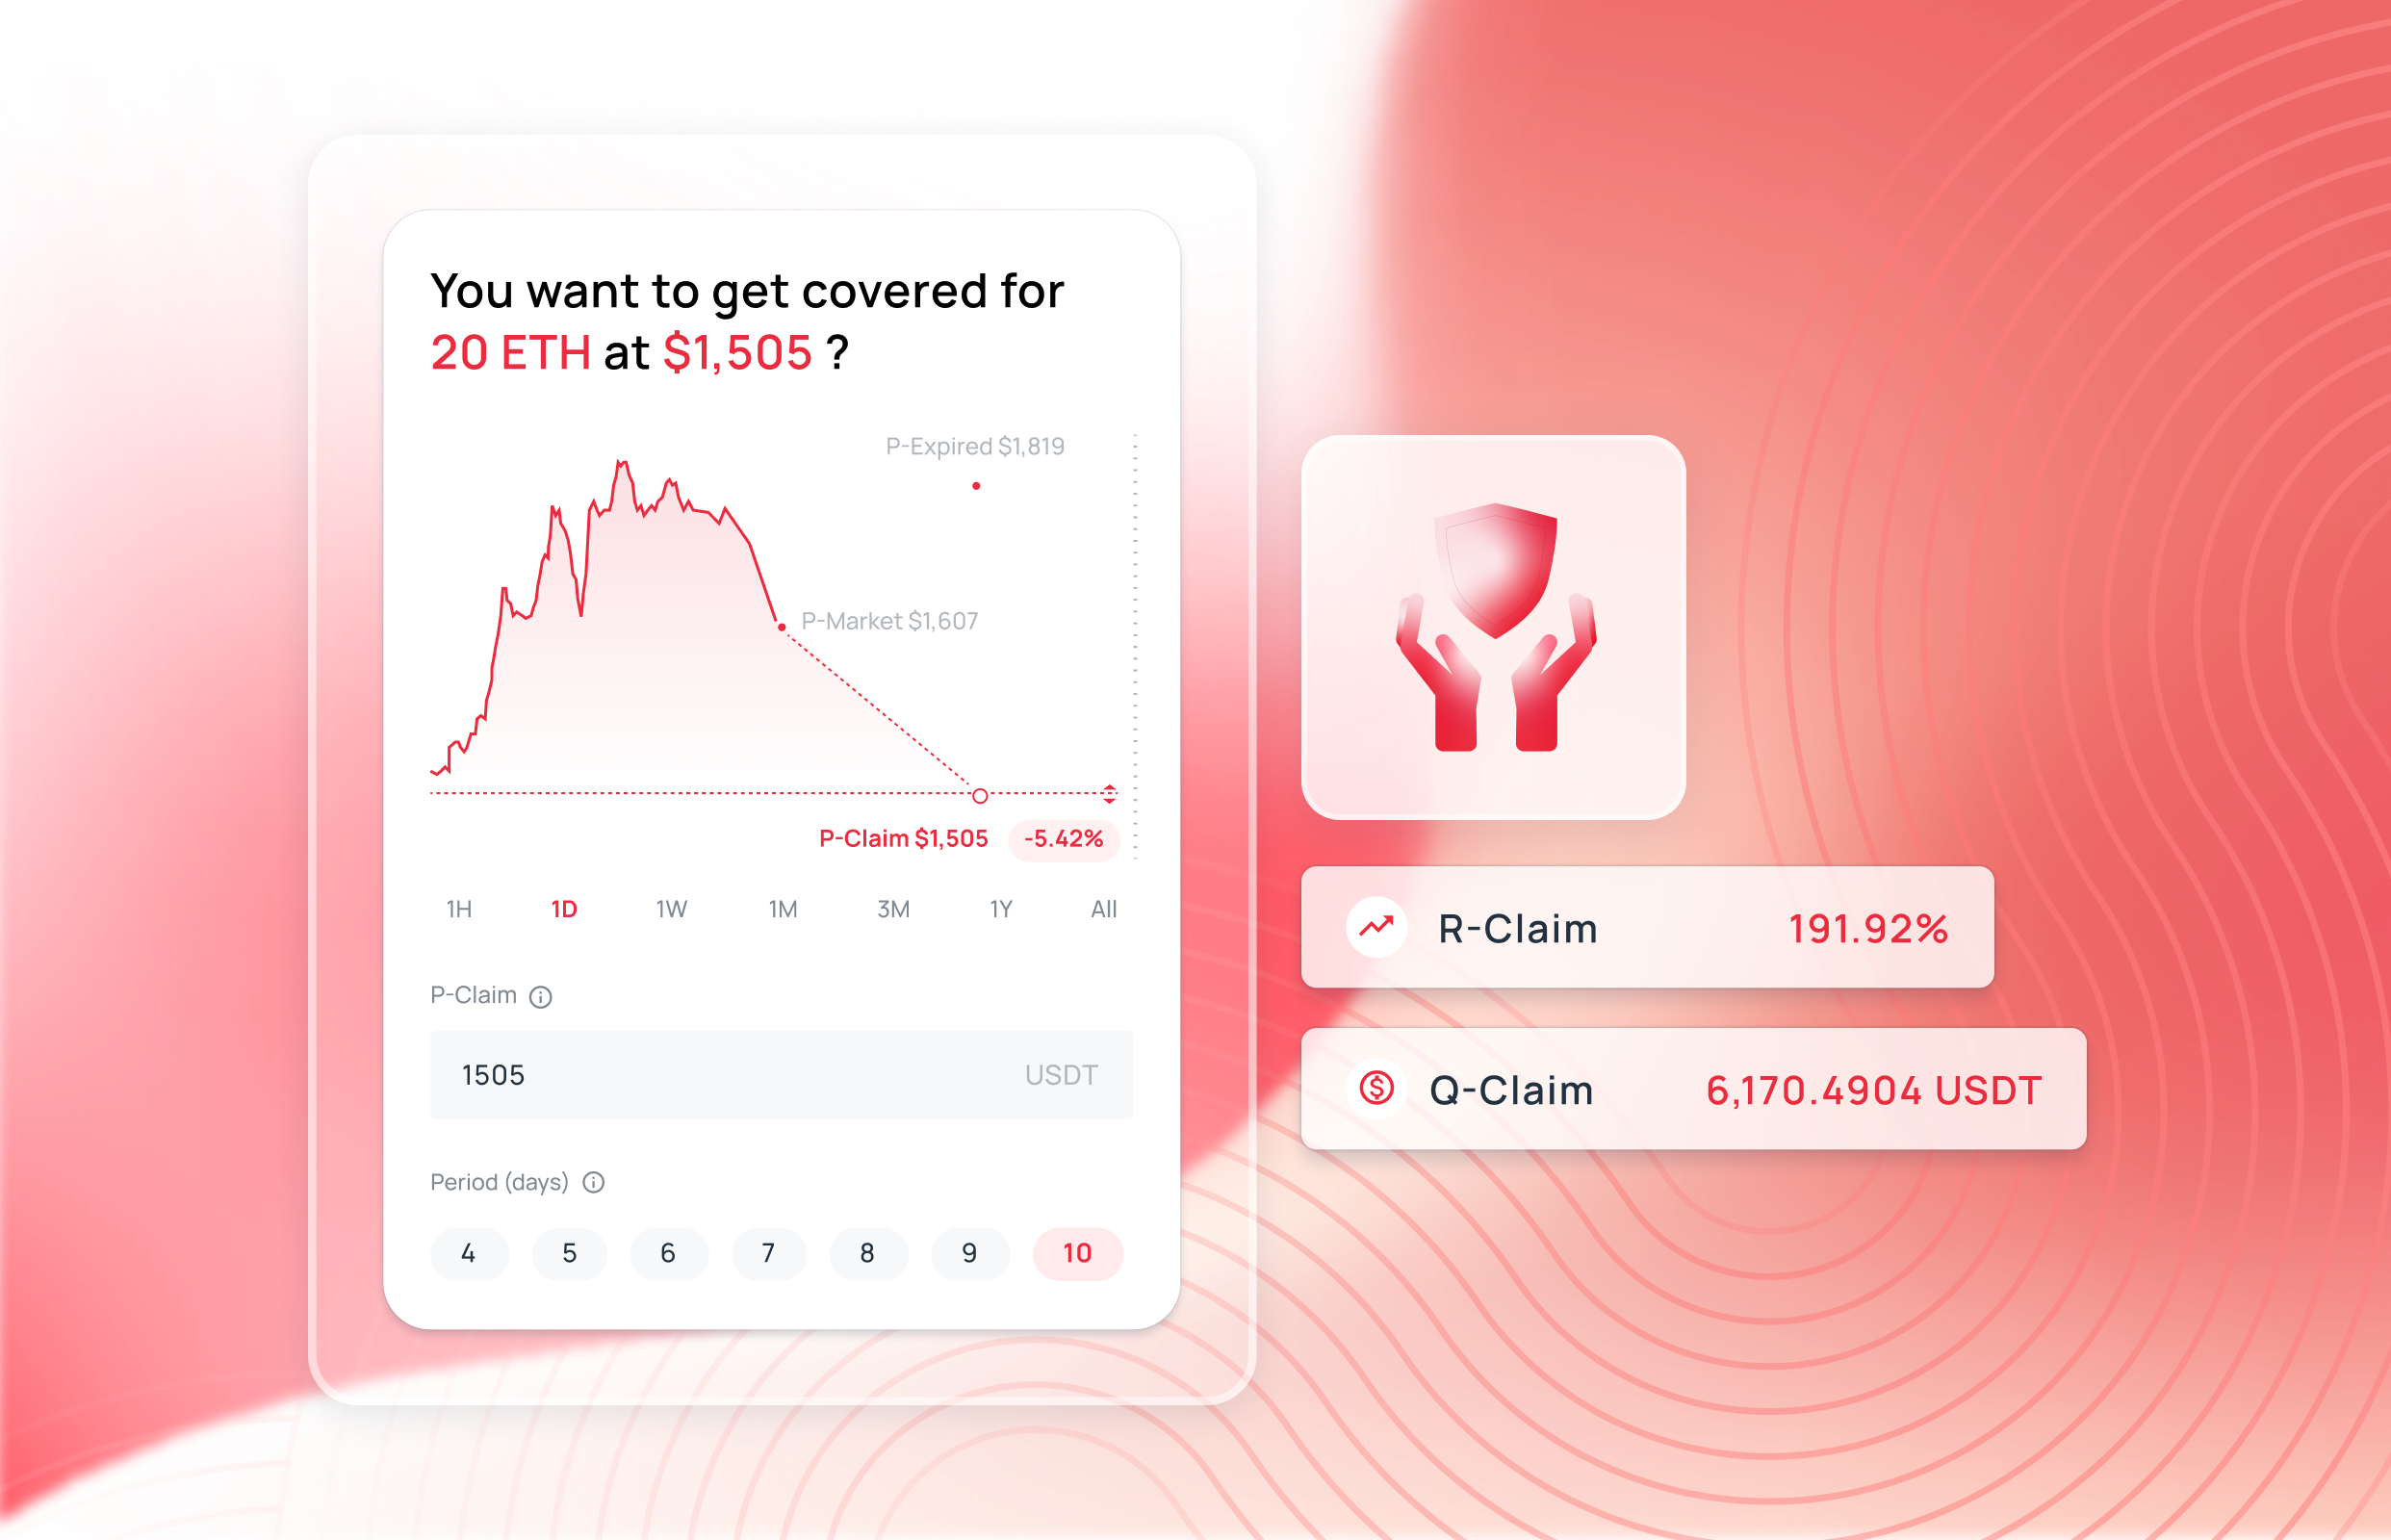 You want to get covered for
20 ETH at $1,505 ?
P-Expired $1,819
P-Market $1,607
P-Claim $1,505 -5.42%
1H 1D 1W 1M 3M 1Y All
P-Claim
1505 USDT
Period (days)
4 5 6 7 8 9 10
R-Claim 191.92%
Q-Claim 6,170.4904 USDT